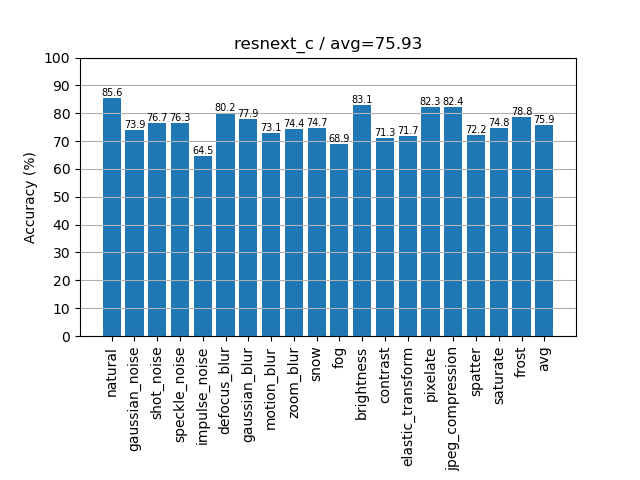 resnext_c / avg=75.93
Accuracy (%)
100
90
80
70
60
50
40
30
20
10
0
85.6
73.9
76.7
76.3
64.5
80.2
77.9
73.1
74.4
74.7
68.9
83.1
71.3
71.7
82.3
82.4
72.2
74.8
78.8
75.9
natural
gaussian_noise
shot_noise
speckle_noise
impulse_noise
defocus_blur
gaussian_blur
motion_blur
zoom_blur
snow
fog
brightness
contrast
elastic_transform
pixelate
jpeg_compression
spatter
saturate
frost
avg